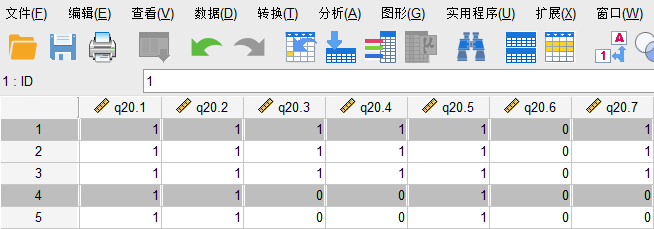 文件(F) 编辑(E) 查看(V) 数据(D) 转换(T) 分析(A) 图形(G) 实用程序(U) 扩展(X) 窗口(W)
μ A 1
1 : ID 1
q20.1 q20.2 q20.3 q20.4 q20.5 q20.6 q20.7
1 1 1 1 1 1 0 1
2 1 1 1 1 1 0 1
3 1 1 1 1 1 0 1
4 1 1 0 0 1 0 0
5 1 1 0 0 1 0 0